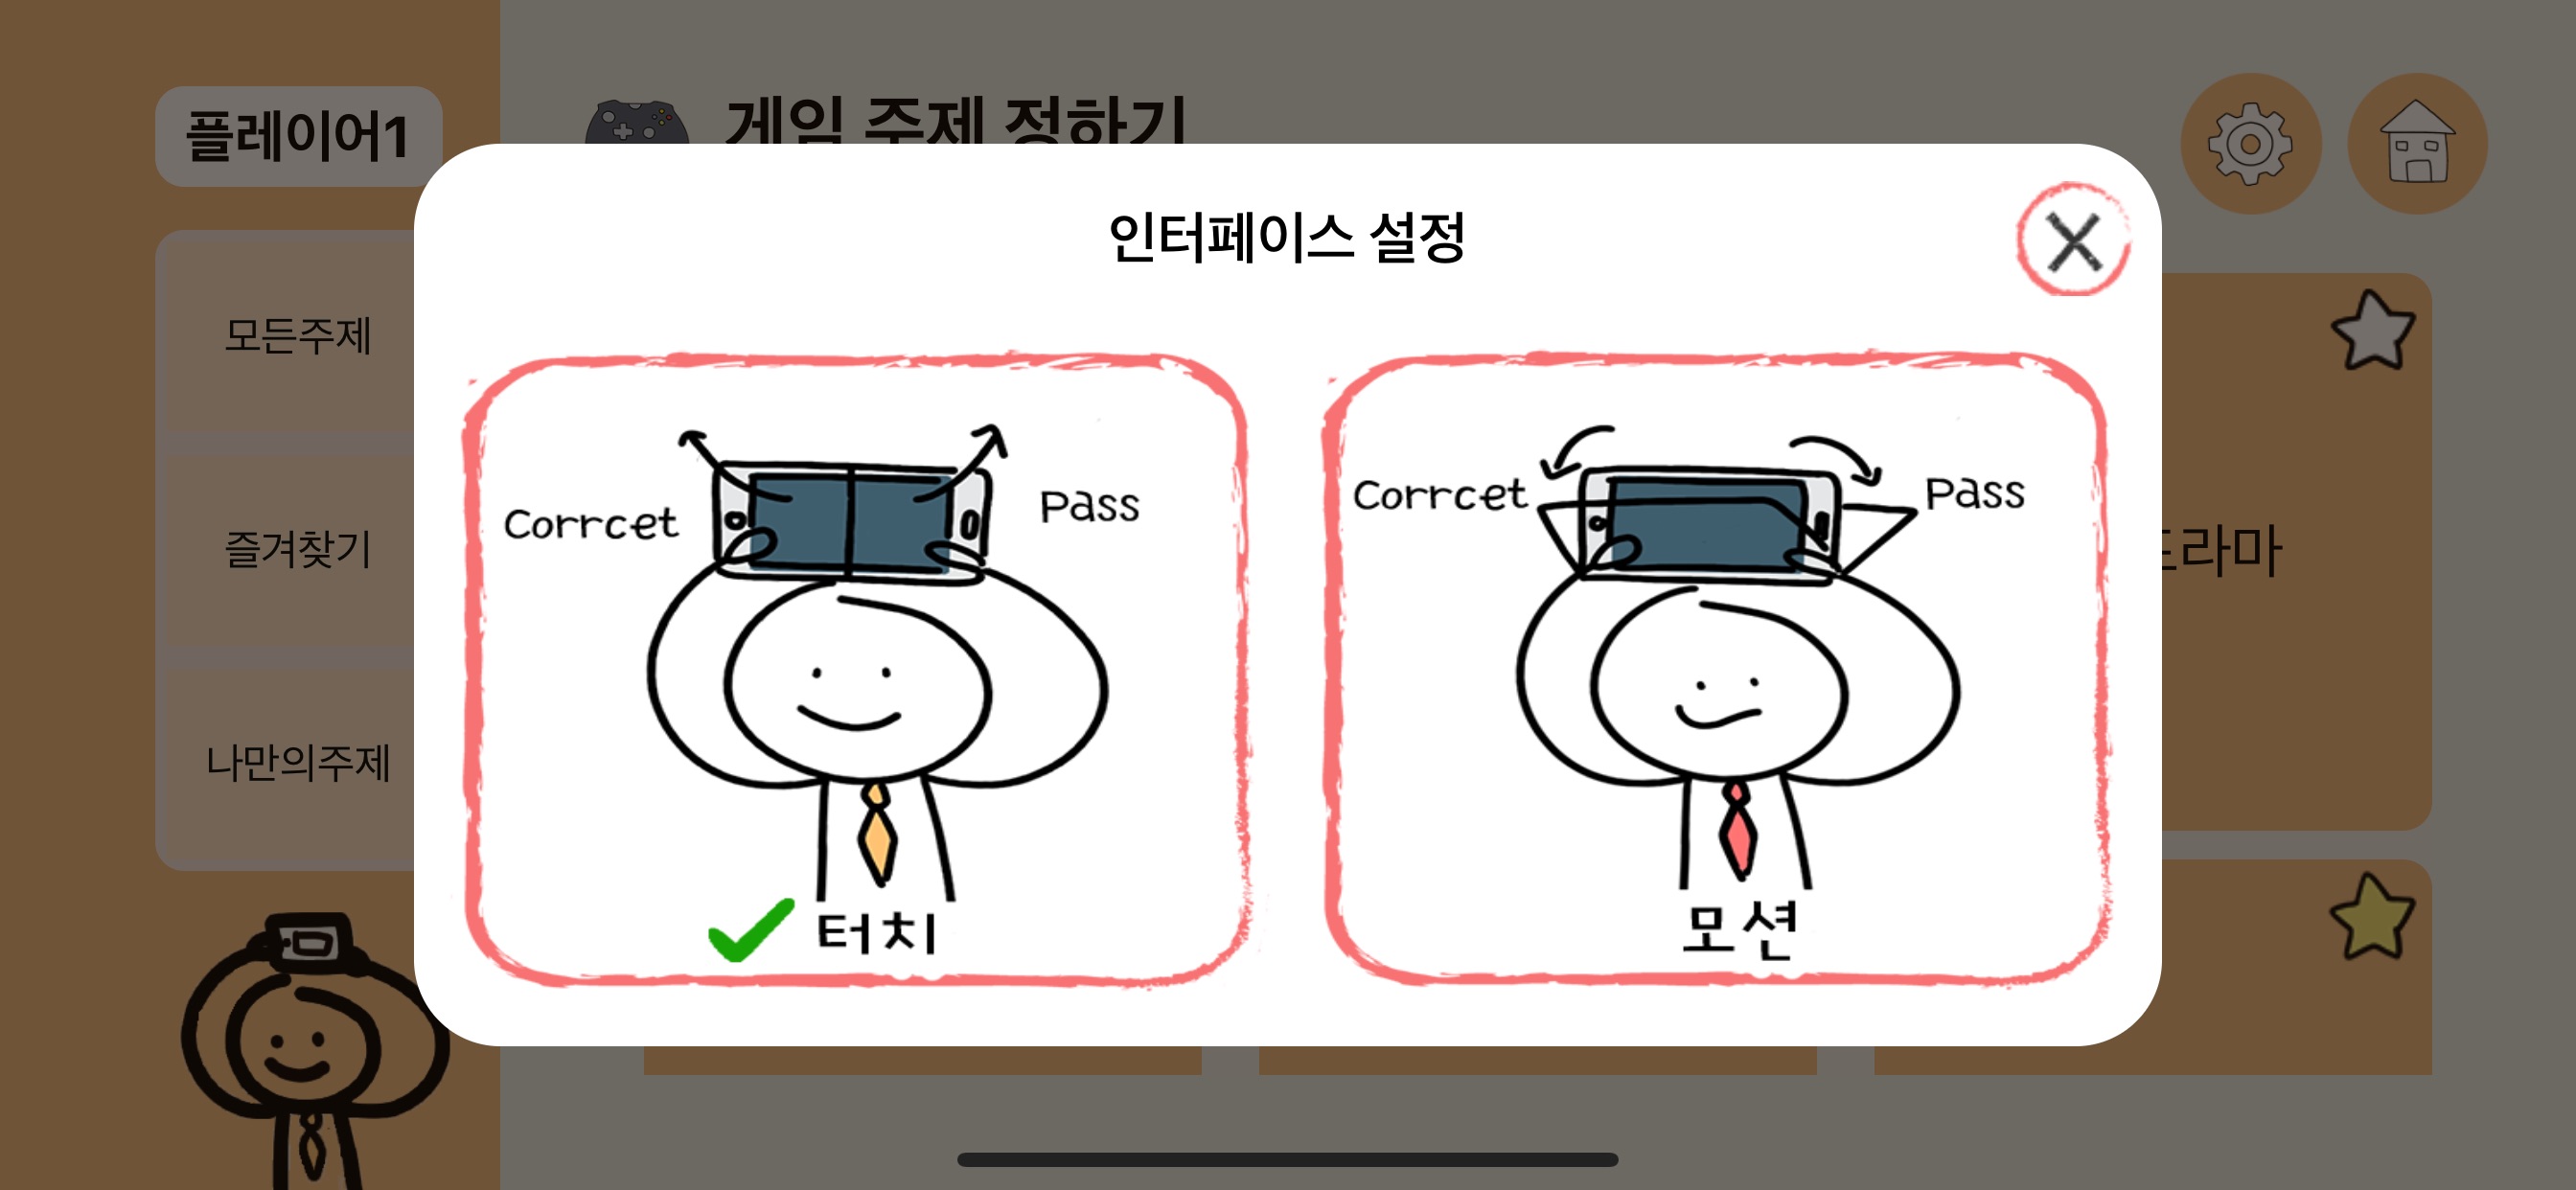 플레이어1
게임 주제 정하기
인터페이스 설정
모든주제
즐겨찾기
나만의주제
Corrcet
Pass
터치
Corrcet
Pass
모션
드라마